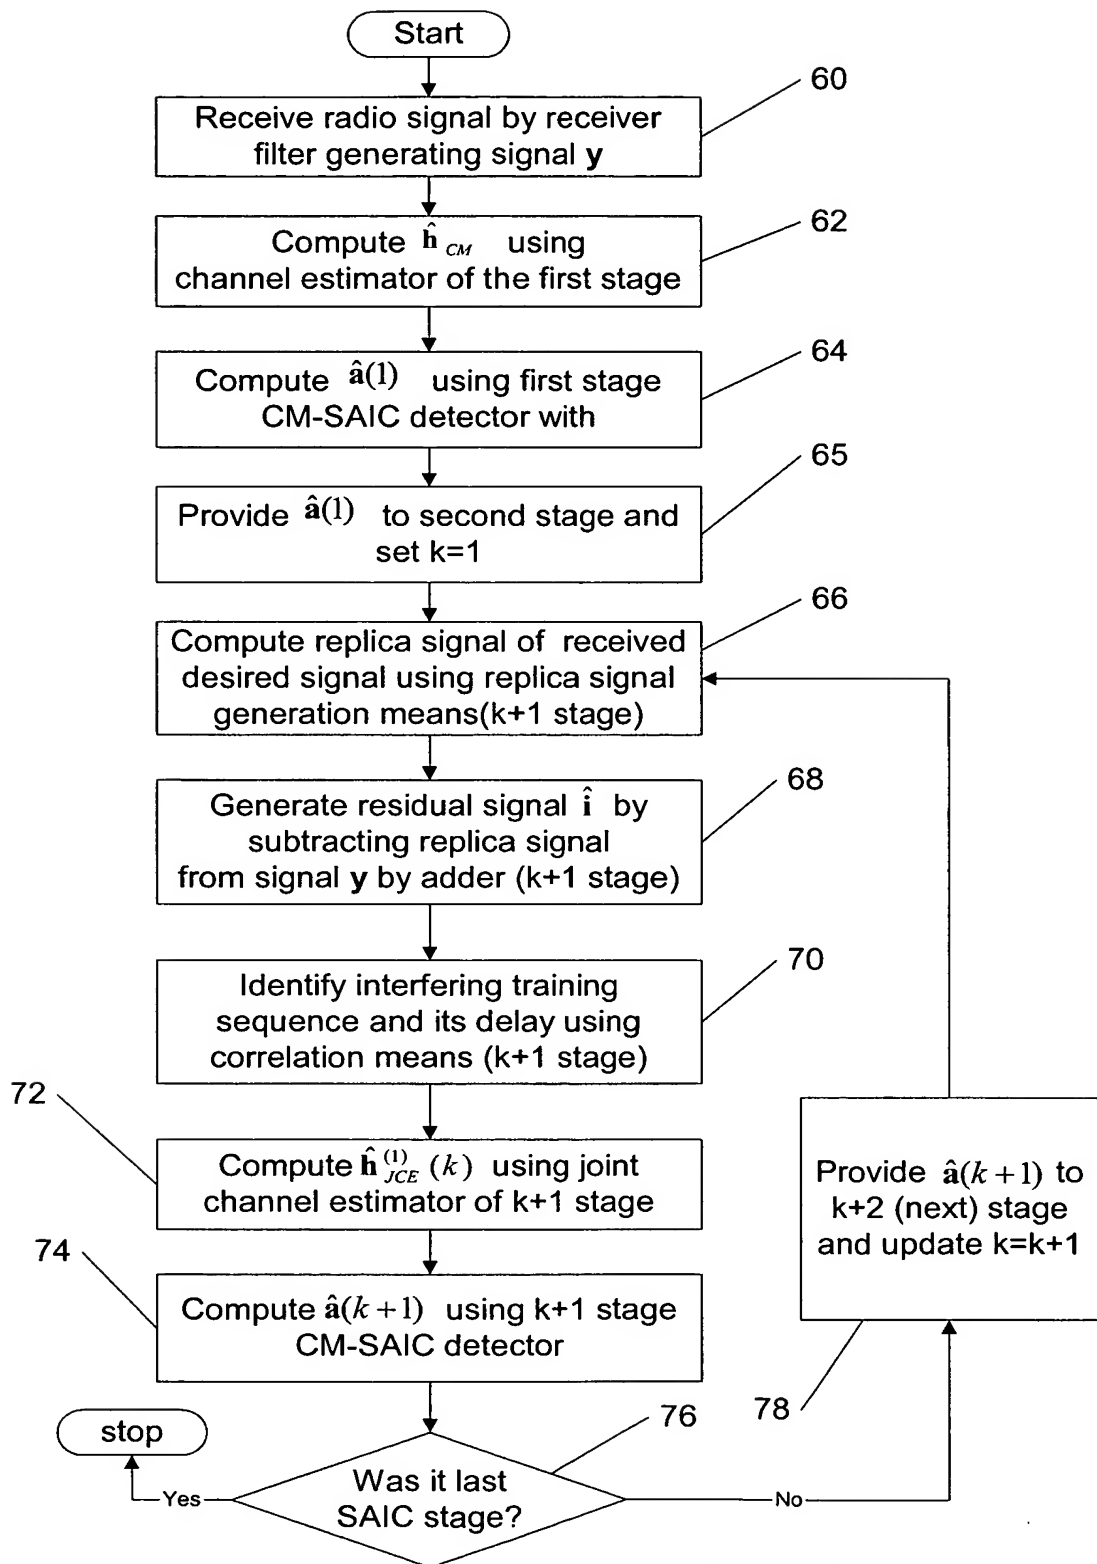 Start
60
Receive radio signal by receiver
filter generating signal y
62
Compute ĥ CM using
channel estimator of the first stage
64
Compute â(1) using first stage
CM-SAIC detector with
65
Provide â(1) to second stage and
set k=1
66
Compute replica signal of received
desired signal using replica signal
generation means(k+1 stage)
68
Generate residual signal î by
subtracting replica signal
from signal y by adder (k+1 stage)
70
Identify interfering training
sequence and its delay using
correlation means (k+1 stage)
72
Compute ĥ(1)JCE (k) using joint
channel estimator of k+1 stage
74
Compute â(k+1) using k+1 stage
CM-SAIC detector
76
Was it last
SAIC stage?
Yes
stop
No
78
Provide â(k+1) to
k+2 (next) stage
and update k=k+1